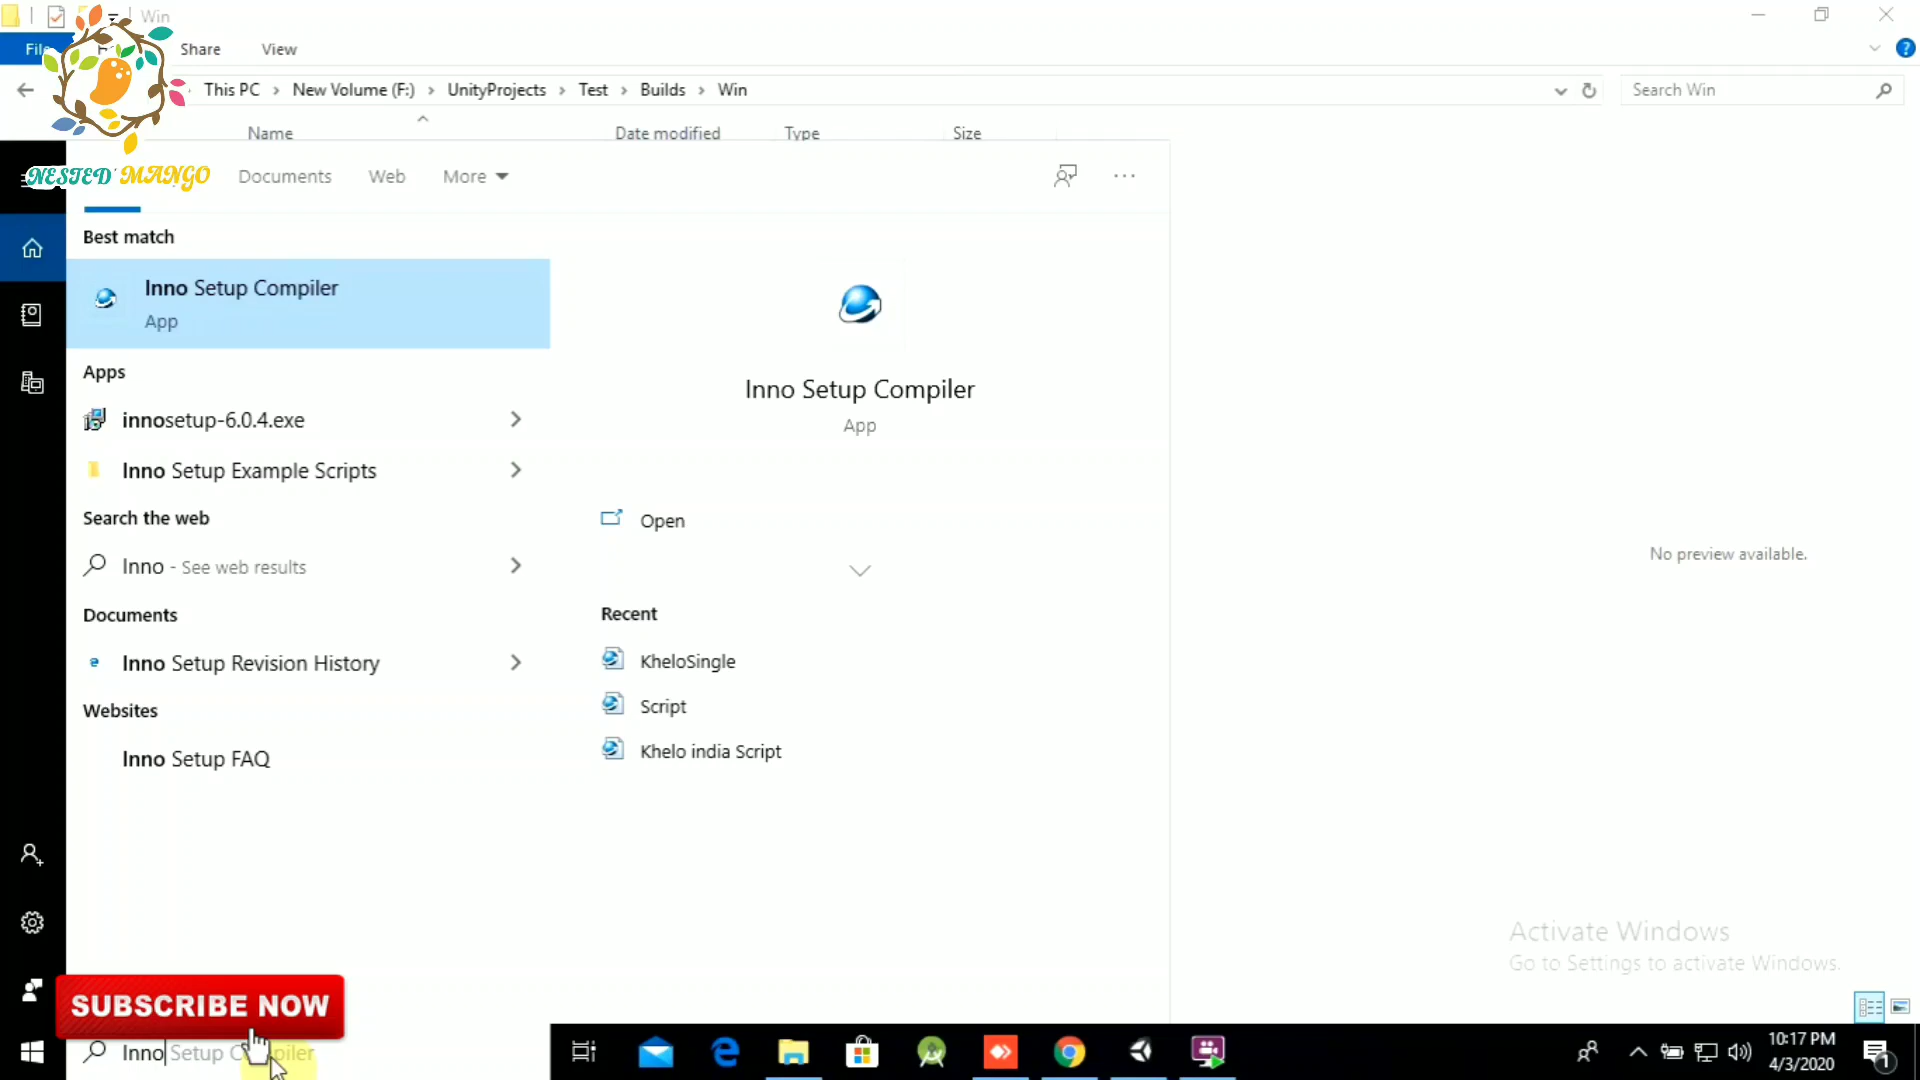 Win
File
Share
View
This PC > New Volume (F:) > UnityProjects > Test > Builds > Win
Search Win
Name
Date modified
Type
Size
NESTED MANGO
Documents
Web
More
Best match
Inno Setup Compiler
App
Apps
innosetup-6.0.4.exe
Inno Setup Example Scripts
Search the web
Inno - See web results
Documents
Inno Setup Revision History
Websites
Inno Setup FAQ
Inno Setup Compiler
App
Open
Recent
KheloSingle
Script
Khelo india Script
No preview available.
Activate Windows
Go to Settings to activate Windows.
SUBSCRIBE NOW
Inno Setup Compiler
10:17 PM
4/3/2020
1